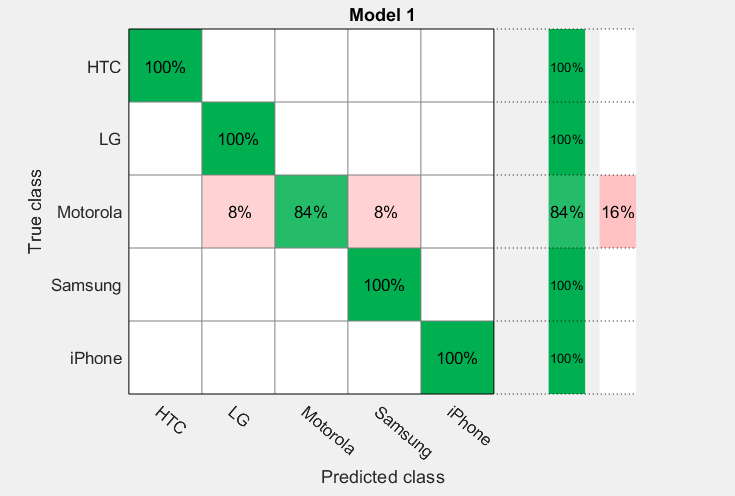 Model 1
HTC 100% 100%
LG 100% 100%
Motorola 8% 84% 8% 84% 16%
Samsung 100% 100%
iPhone 100% 100%
HTC LG Motorola Samsung iPhone
True class
Predicted class